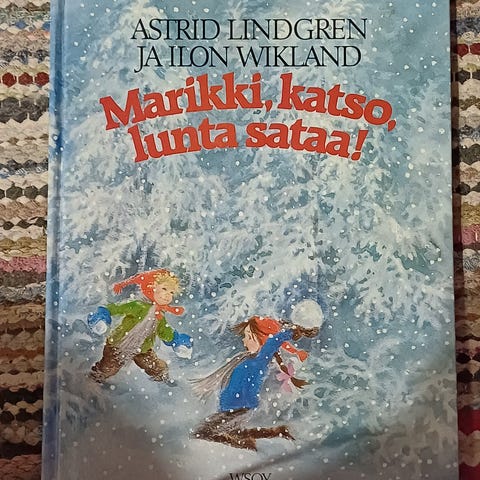 ASTRID LINDGREN
JA ILON WIKLAND
Marikki, katso,
lunta sataa!
WSOY